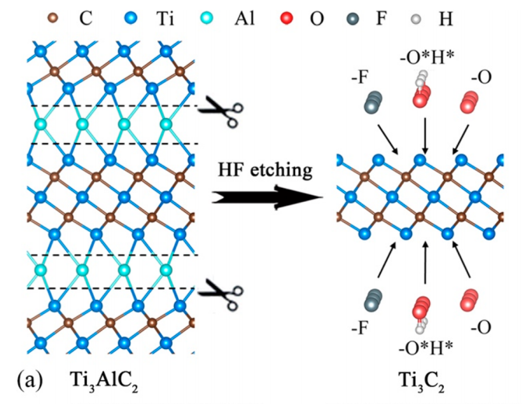 C Ti Al O F H
-O*H*
-F -O
HF etching
-F -O
-O*H*
(a) Ti₃AlC₂ Ti₃C₂